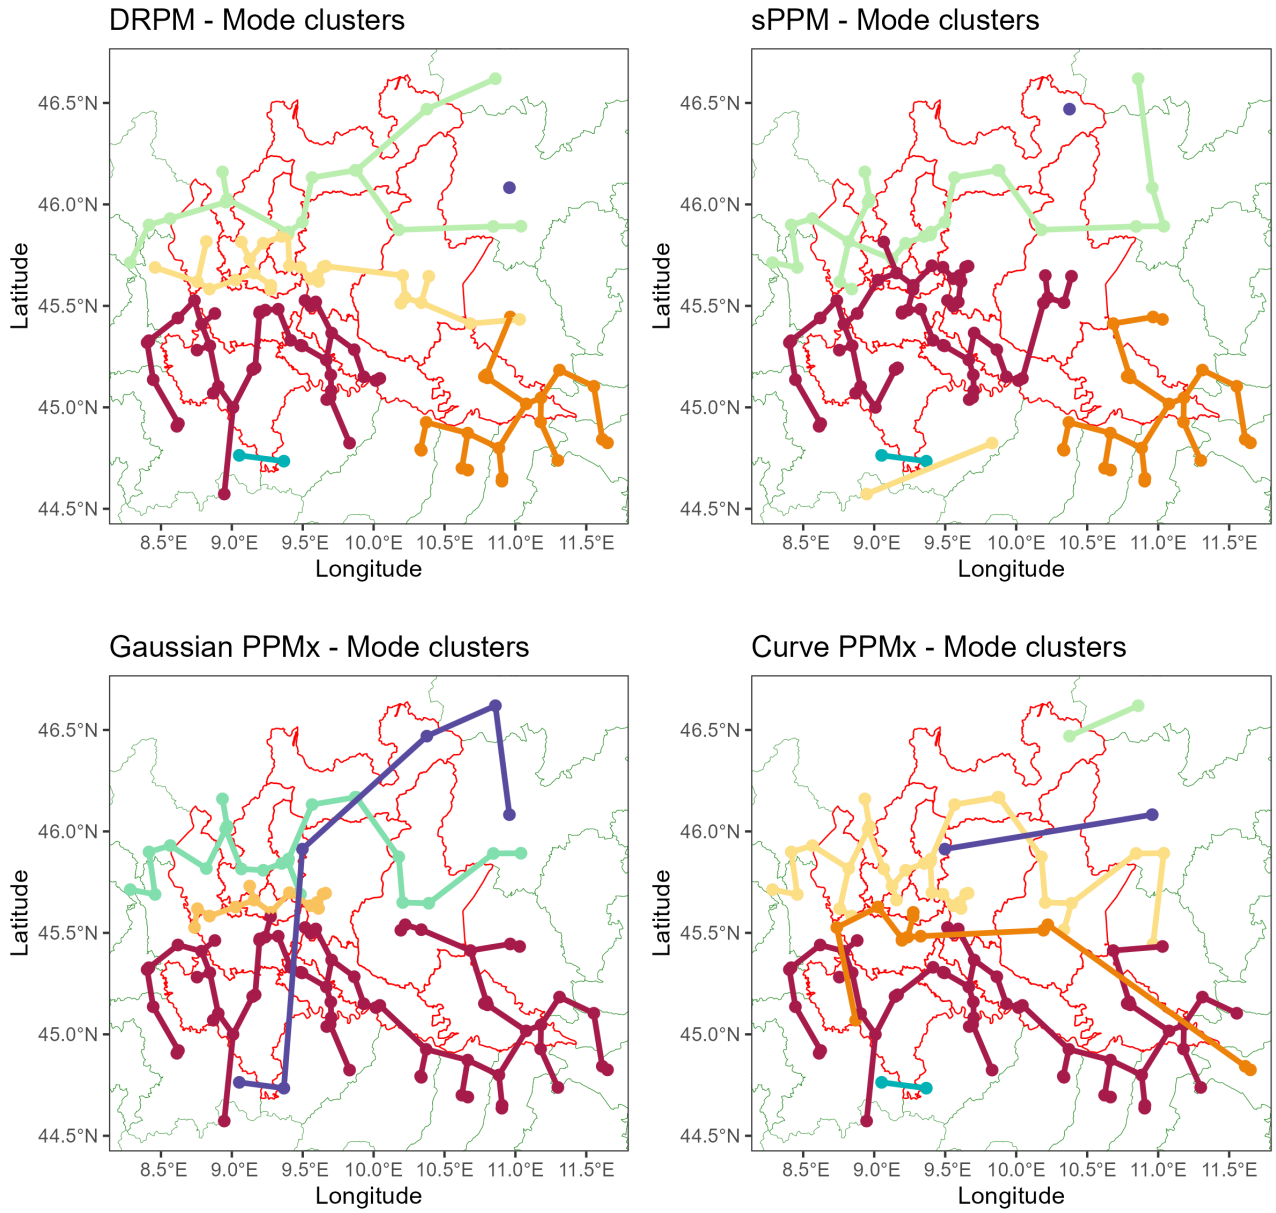 DRPM - Mode clusters
Latitude
46.5°N
46.0°N
45.5°N
45.0°N
44.5°N
8.5°E 9.0°E 9.5°E 10.0°E 10.5°E 11.0°E 11.5°E
Longitude
sPPM - Mode clusters
Latitude
46.5°N
46.0°N
45.5°N
45.0°N
44.5°N
8.5°E 9.0°E 9.5°E 10.0°E 10.5°E 11.0°E 11.5°E
Longitude
Gaussian PPMx - Mode clusters
Latitude
46.5°N
46.0°N
45.5°N
45.0°N
44.5°N
8.5°E 9.0°E 9.5°E 10.0°E 10.5°E 11.0°E 11.5°E
Longitude
Curve PPMx - Mode clusters
Latitude
46.5°N
46.0°N
45.5°N
45.0°N
44.5°N
8.5°E 9.0°E 9.5°E 10.0°E 10.5°E 11.0°E 11.5°E
Longitude